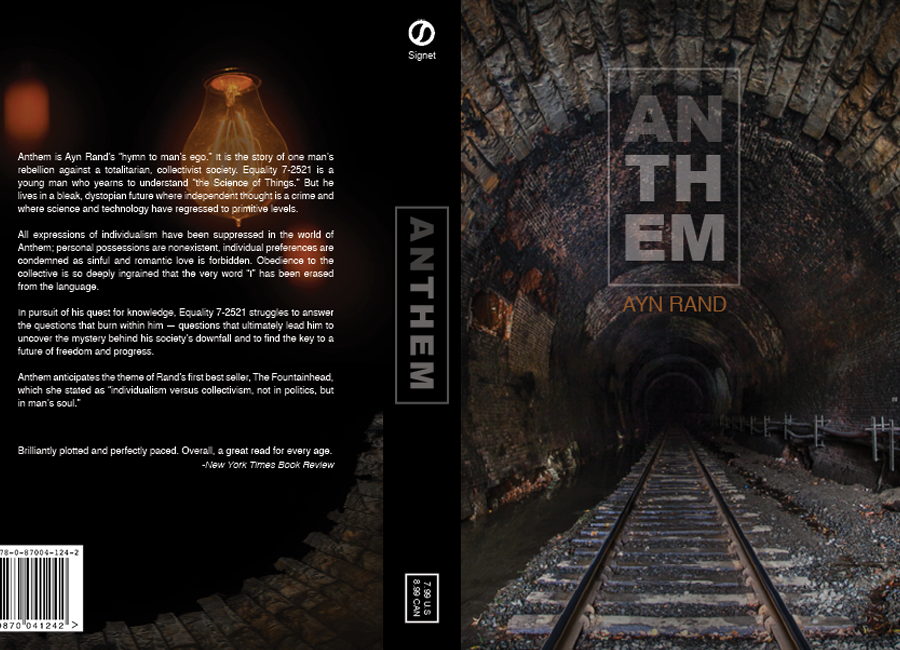 Anthem is Ayn Rand's "hymn to man's ego." It is the story of one man's
rebellion against a totalitarian, collectivist society. Equality 7-2521 is a
young man who yearns to understand "the Science of Things." But he
lives in a bleak, dystopian future where independent thought is a crime and
where science and technology have regressed to primitive levels.
All expressions of individualism have been suppressed in the world of
Anthem; personal possessions are nonexistent, individual preferences are
condemned as sinful and romantic love is forbidden. Obedience to the
collective is so deeply ingrained that the very word "I" has been erased
from the language.
In pursuit of his quest for knowledge, Equality 7-2521 struggles to answer
the questions that burn within him — questions that ultimately lead him to
uncover the mystery behind his society's downfall and to find the key to a
future of freedom and progress.
Anthem anticipates the theme of Rand's first best seller, The Fountainhead,
which she stated as "individualism versus collectivism, not in politics, but
in man's soul."
Brilliantly plotted and perfectly paced. Overall, a great read for every age.
-New York Times Book Review
78-0-87004-124-2
9870 041242 >
Signet
ANTHEM
7.99 U.S
8.99 CAN
AN
TH
EM
AYN RAND